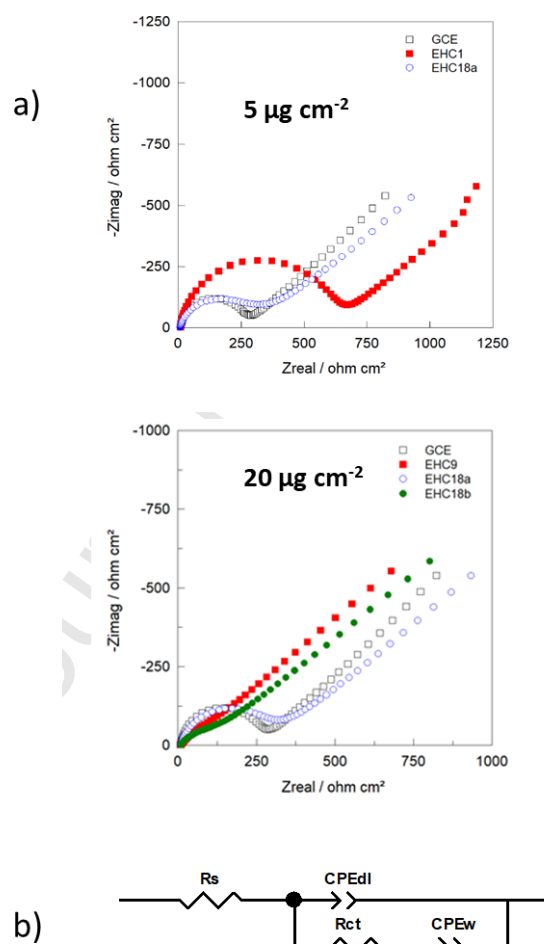 a)
5 µg cm⁻²
GCE
EHC1
EHC18a
-Zimag / ohm cm²
-1250
-1000
-750
-500
-250
0
0 250 500 750 1000 1250
Zreal / ohm cm²
20 µg cm⁻²
GCE
EHC9
EHC18a
EHC18b
-Zimag / ohm cm²
-1000
-750
-500
-250
0
0 250 500 750 1000
Zreal / ohm cm²
b)
Rs CPEdl
Rct CPEw